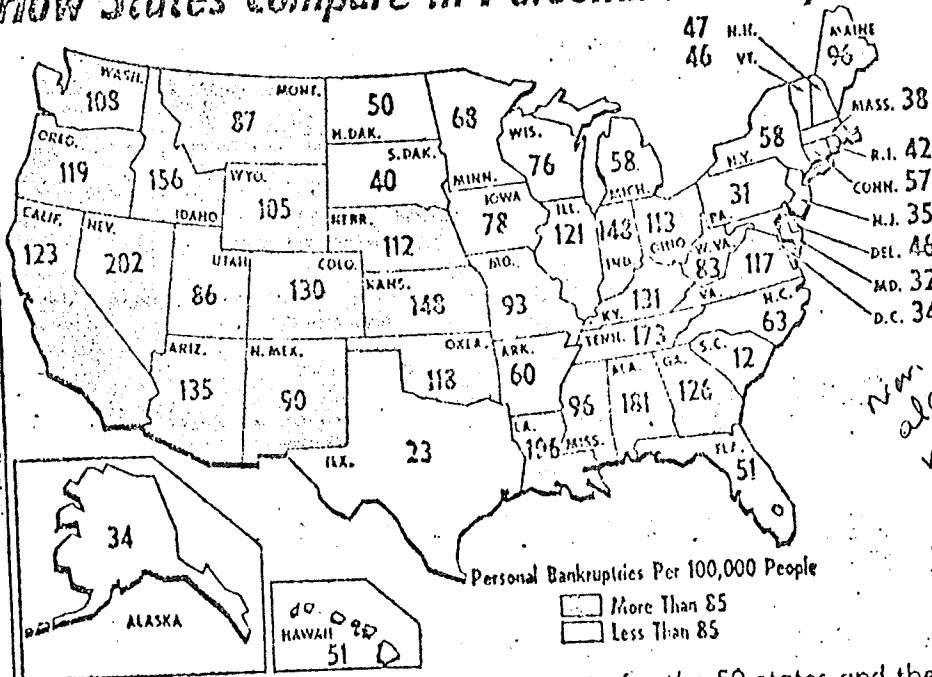 How States Compare in Personal
47 N.H.
46 VT.
MAINE
96
WASH.
108
MONT.
87
50
N.DAK.
68
MINN.
WIS.
76
58
MICH.
58
N.Y.
MASS. 38
R.I. 42
CONN. 57
N.J. 35
DEL. 46
MD. 32
D.C. 34
OREG.
119
156
IDAHO
WYO.
105
S.DAK.
40
IOWA
78
ILL.
121
148
IND.
113
OHIO
PA.
31
W.VA.
83
117
VA.
CALIF.
123
NEV.
202
UTAH
86
COLO.
130
NEBR.
112
KANS.
148
MO.
93
KY. 131
TENN. 173
N.C.
63
ARIZ.
135
N.MEX.
90
OKLA.
118
ARK.
60
MISS.
96
ALA.
181
GA.
126
S.C.
12
TEX. 23
LA.
106
FLA.
51
34
ALASKA
HAWAII
51
Personal Bankruptcies Per 100,000 People
More Than 85
Less Than 85
for the 50 states and the